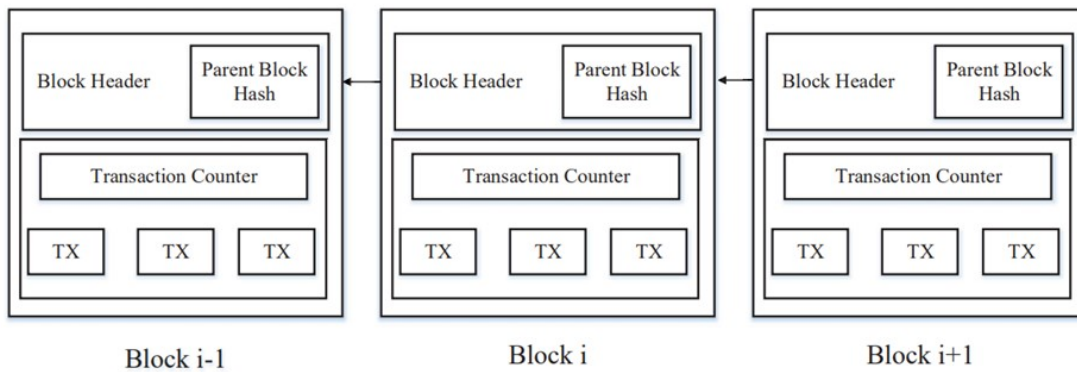 Block Header
Parent Block
Hash
Transaction Counter
TX TX TX
Block i-1
Block Header
Parent Block
Hash
Transaction Counter
TX TX TX
Block i
Block Header
Parent Block
Hash
Transaction Counter
TX TX TX
Block i+1